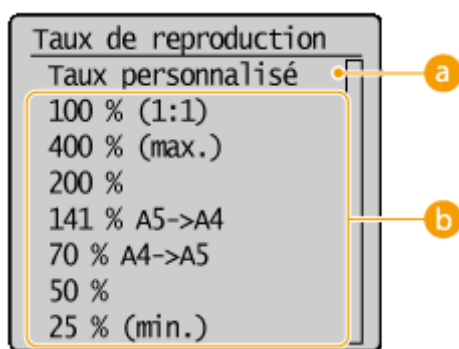 Taux de reproduction
Taux personnalisé
a
100 % (1:1)
400 % (max.)
200 %
141 % A5->A4
b
70 % A4->A5
50 %
25 % (min.)